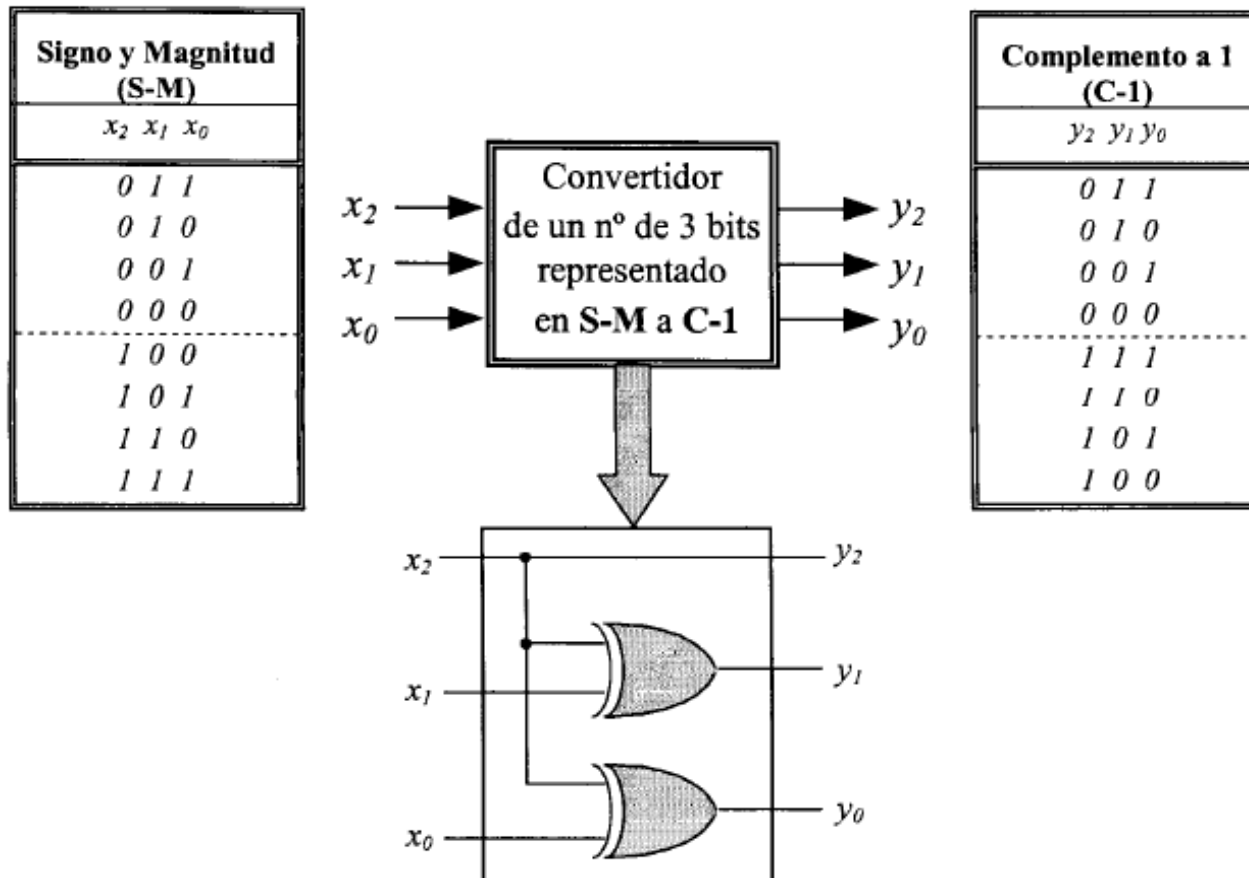 Signo y Magnitud
(S-M)
x2 x1 x0
0 1 1
0 1 0
0 0 1
0 0 0
1 0 0
1 0 1
1 1 0
1 1 1
x2
x1
x0
Convertidor
de un nº de 3 bits
representado
en S-M a C-1
y2
y1
y0
Complemento a 1
(C-1)
y2 y1 y0
0 1 1
0 1 0
0 0 1
0 0 0
1 1 1
1 1 0
1 0 1
1 0 0
x2
y2
x1
y1
x0
y0